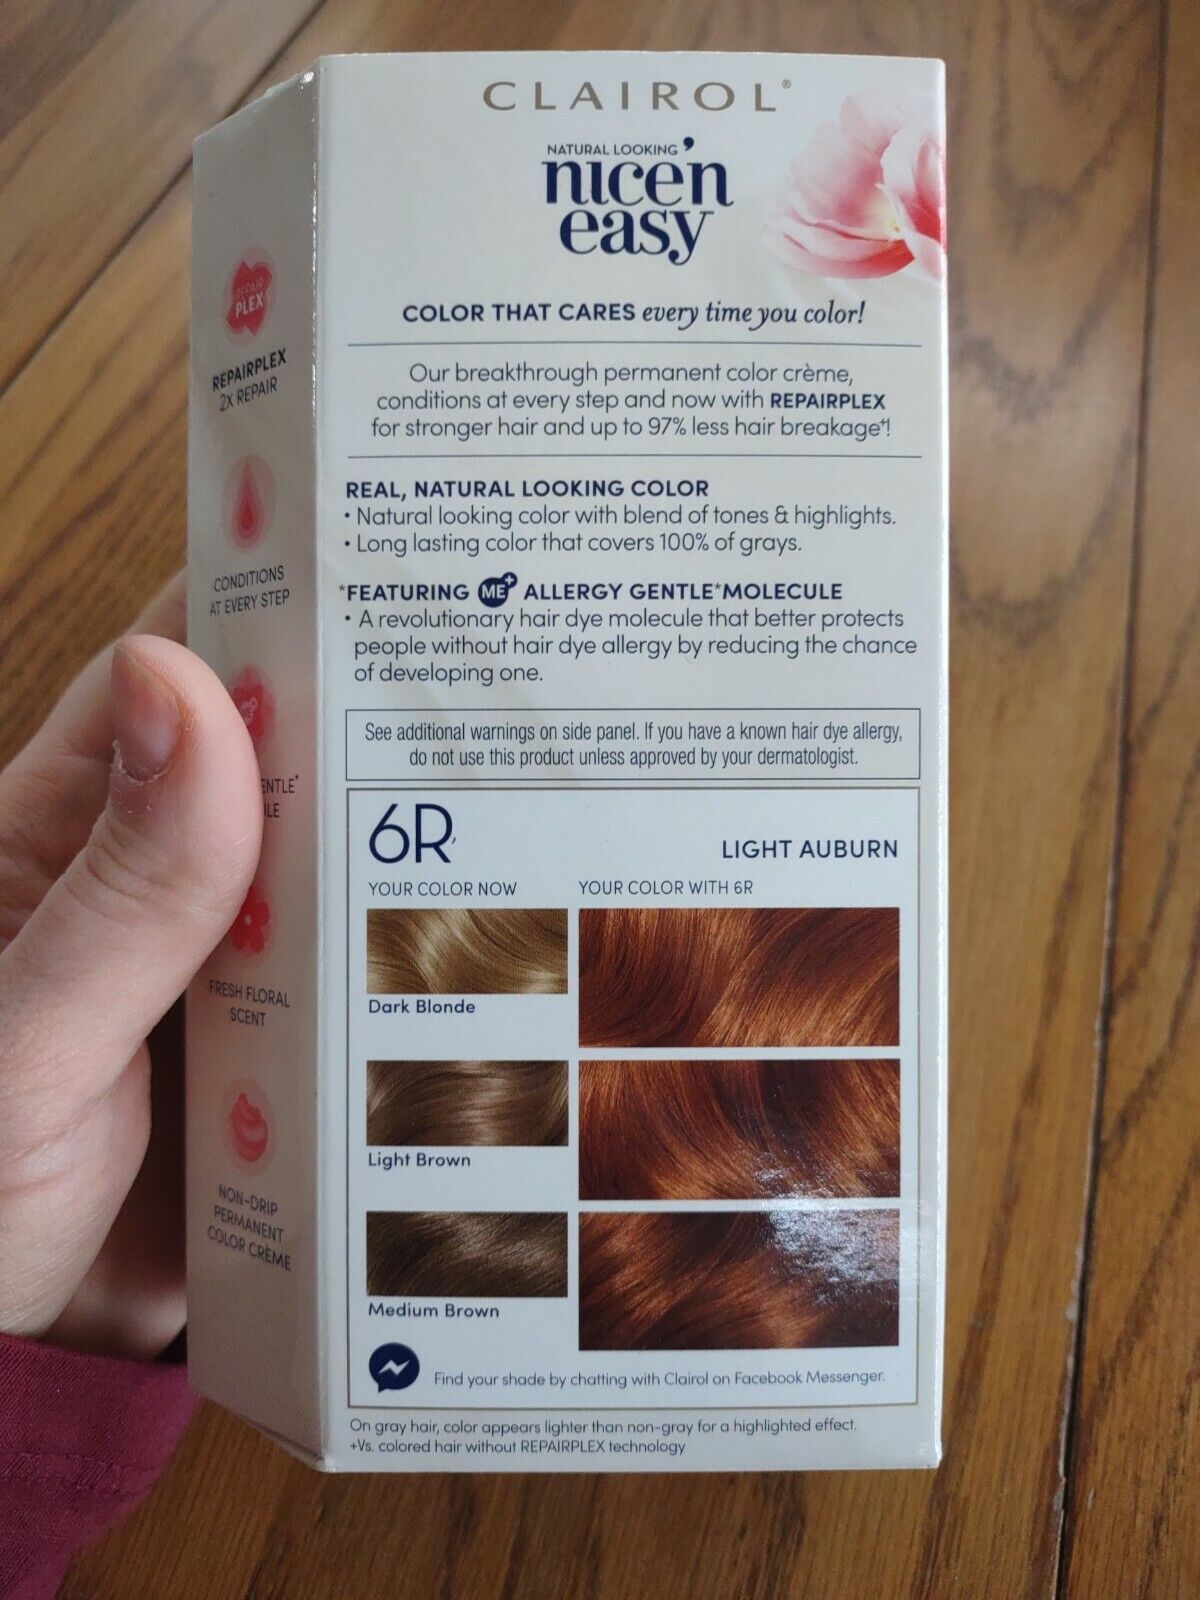 CLAIROL®
NATURAL LOOKING
nice'n
easy
COLOR THAT CARES every time you color!
Our breakthrough permanent color crème,
conditions at every step and now with REPAIRPLEX
for stronger hair and up to 97% less hair breakage⁺!
REAL, NATURAL LOOKING COLOR
• Natural looking color with blend of tones & highlights.
• Long lasting color that covers 100% of grays.
*FEATURING ME+ ALLERGY GENTLE* MOLECULE
• A revolutionary hair dye molecule that better protects
people without hair dye allergy by reducing the chance
of developing one.
See additional warnings on side panel. If you have a known hair dye allergy,
do not use this product unless approved by your dermatologist.
6R,
LIGHT AUBURN
YOUR COLOR NOW
YOUR COLOR WITH 6R
Dark Blonde
Light Brown
Medium Brown
Find your shade by chatting with Clairol on Facebook Messenger.
On gray hair, color appears lighter than non-gray for a highlighted effect.
+Vs. colored hair without REPAIRPLEX technology
REPAIR
PLEX
REPAIRPLEX
2X REPAIR
CONDITIONS
AT EVERY STEP
ENTLE*
LE
FRESH FLORAL
SCENT
NON-DRIP
PERMANENT
COLOR CRÈME